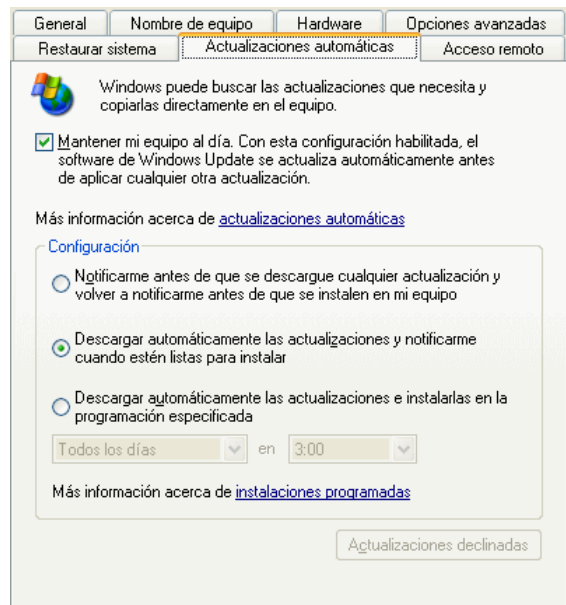 General
Nombre de equipo
Hardware
Opciones avanzadas
Restaurar sistema
Actualizaciones automáticas
Acceso remoto
Windows puede buscar las actualizaciones que necesita y
copiarlas directamente en el equipo.
Mantener mi equipo al día. Con esta configuración habilitada, el
software de Windows Update se actualiza automáticamente antes
de aplicar cualquier otra actualización.
Más información acerca de actualizaciones automáticas
Configuración
Notificarme antes de que se descargue cualquier actualización y
volver a notificarme antes de que se instalen en mi equipo
Descargar automáticamente las actualizaciones y notificarme
cuando estén listas para instalar
Descargar automáticamente las actualizaciones e instalarlas en la
programación especificada
Todos los días en 3:00
Más información acerca de instalaciones programadas
Actualizaciones declinadas